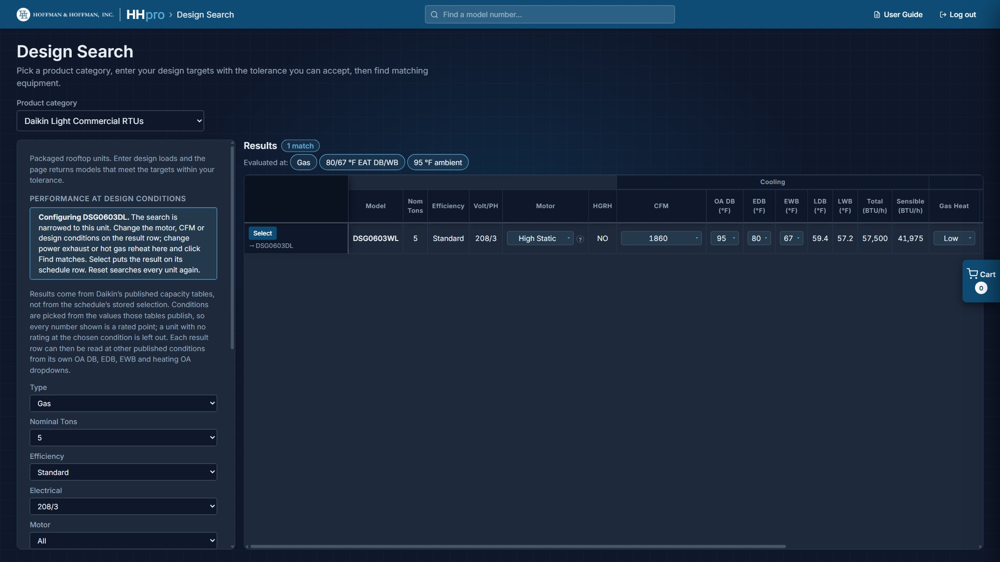 HOFFMAN & HOFFMAN, INC.
HHpro › Design Search
Find a model number...
User Guide
Log out
Design Search
Pick a product category, enter your design targets with the tolerance you can accept, then find matching
equipment.
Product category
Daikin Light Commercial RTUs
Packaged rooftop units. Enter design loads and the
page returns models that meet the targets within your
tolerance.
PERFORMANCE AT DESIGN CONDITIONS
Configuring DSG0603DL. The search is
narrowed to this unit. Change the motor, CFM or
design conditions on the result row; change
power exhaust or hot gas reheat here and click
Find matches. Select puts the result on its
schedule row. Reset searches every unit again.
Results come from Daikin's published capacity tables,
not from the schedule's stored selection. Conditions
are picked from the values those tables publish, so
every number shown is a rated point; a unit with no
rating at the chosen condition is left out. Each result
row can then be read at other published conditions
from its own OA DB, EDB, EWB and heating OA
dropdowns.
Type
Gas
Nominal Tons
5
Efficiency
Standard
Electrical
208/3
Motor
All
Results 1 match
Evaluated at: Gas 80/67 °F EAT DB/WB 95 °F ambient
Cooling
Model Nom Tons Efficiency Volt/PH Motor HGRH CFM OA DB (°F) EDB (°F) EWB (°F) LDB (°F) LWB (°F) Total (BTU/h) Sensible (BTU/h) Gas Heat
Select
→ DSG0603DL
DSG0603WL 5 Standard 208/3 High Static ? NO 1860 95 80 67 59.4 57.2 57,500 41,975 Low
Cart
0